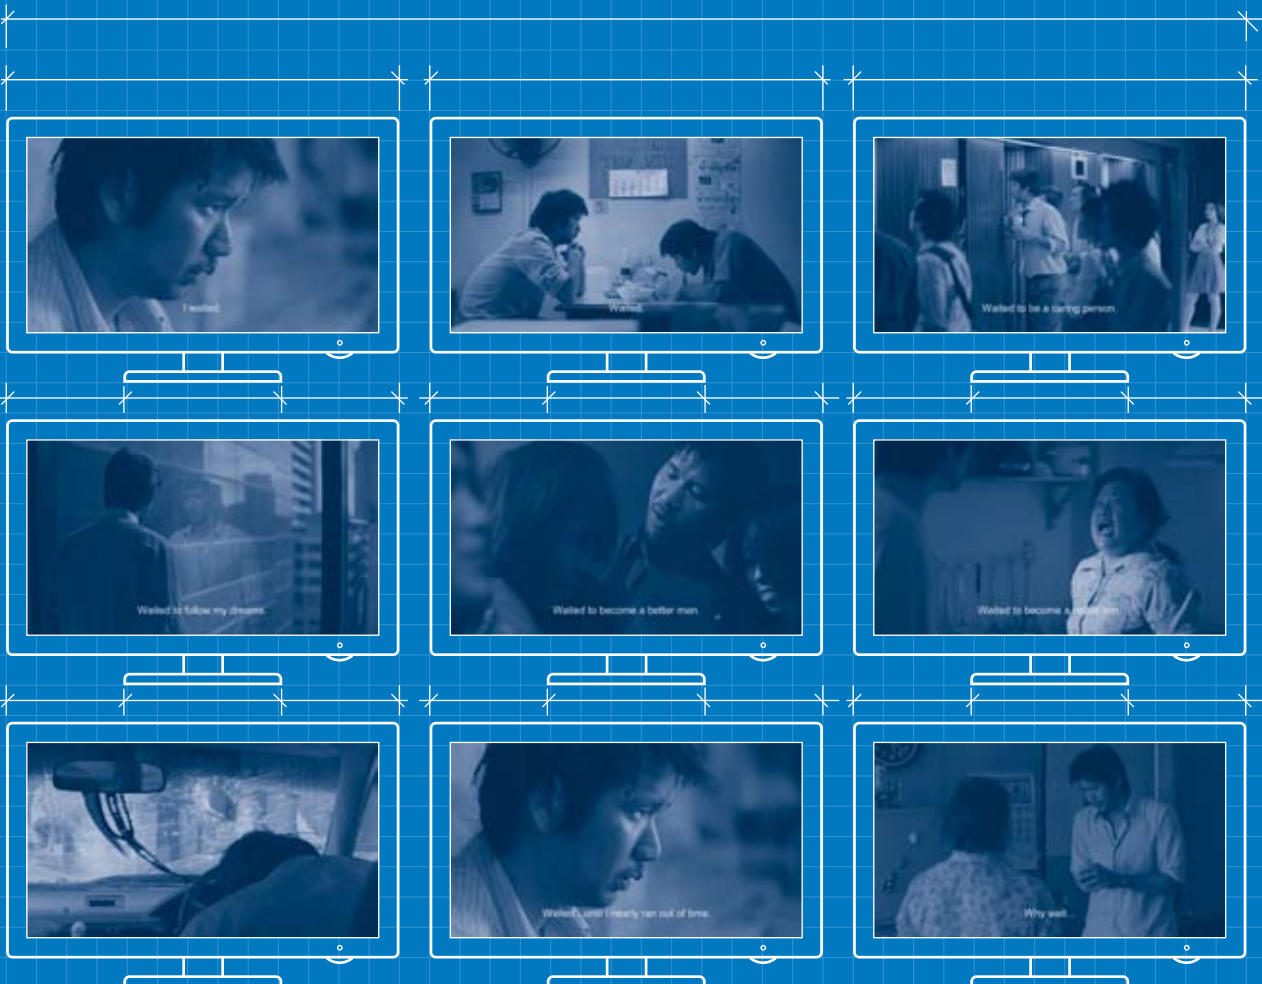 I waited.
Waited.
Waited to be a caring person.
Waited to follow my dreams.
Waited to become a better man.
Waited to become a
Waited... until I nearly ran out of time.
Why wait...